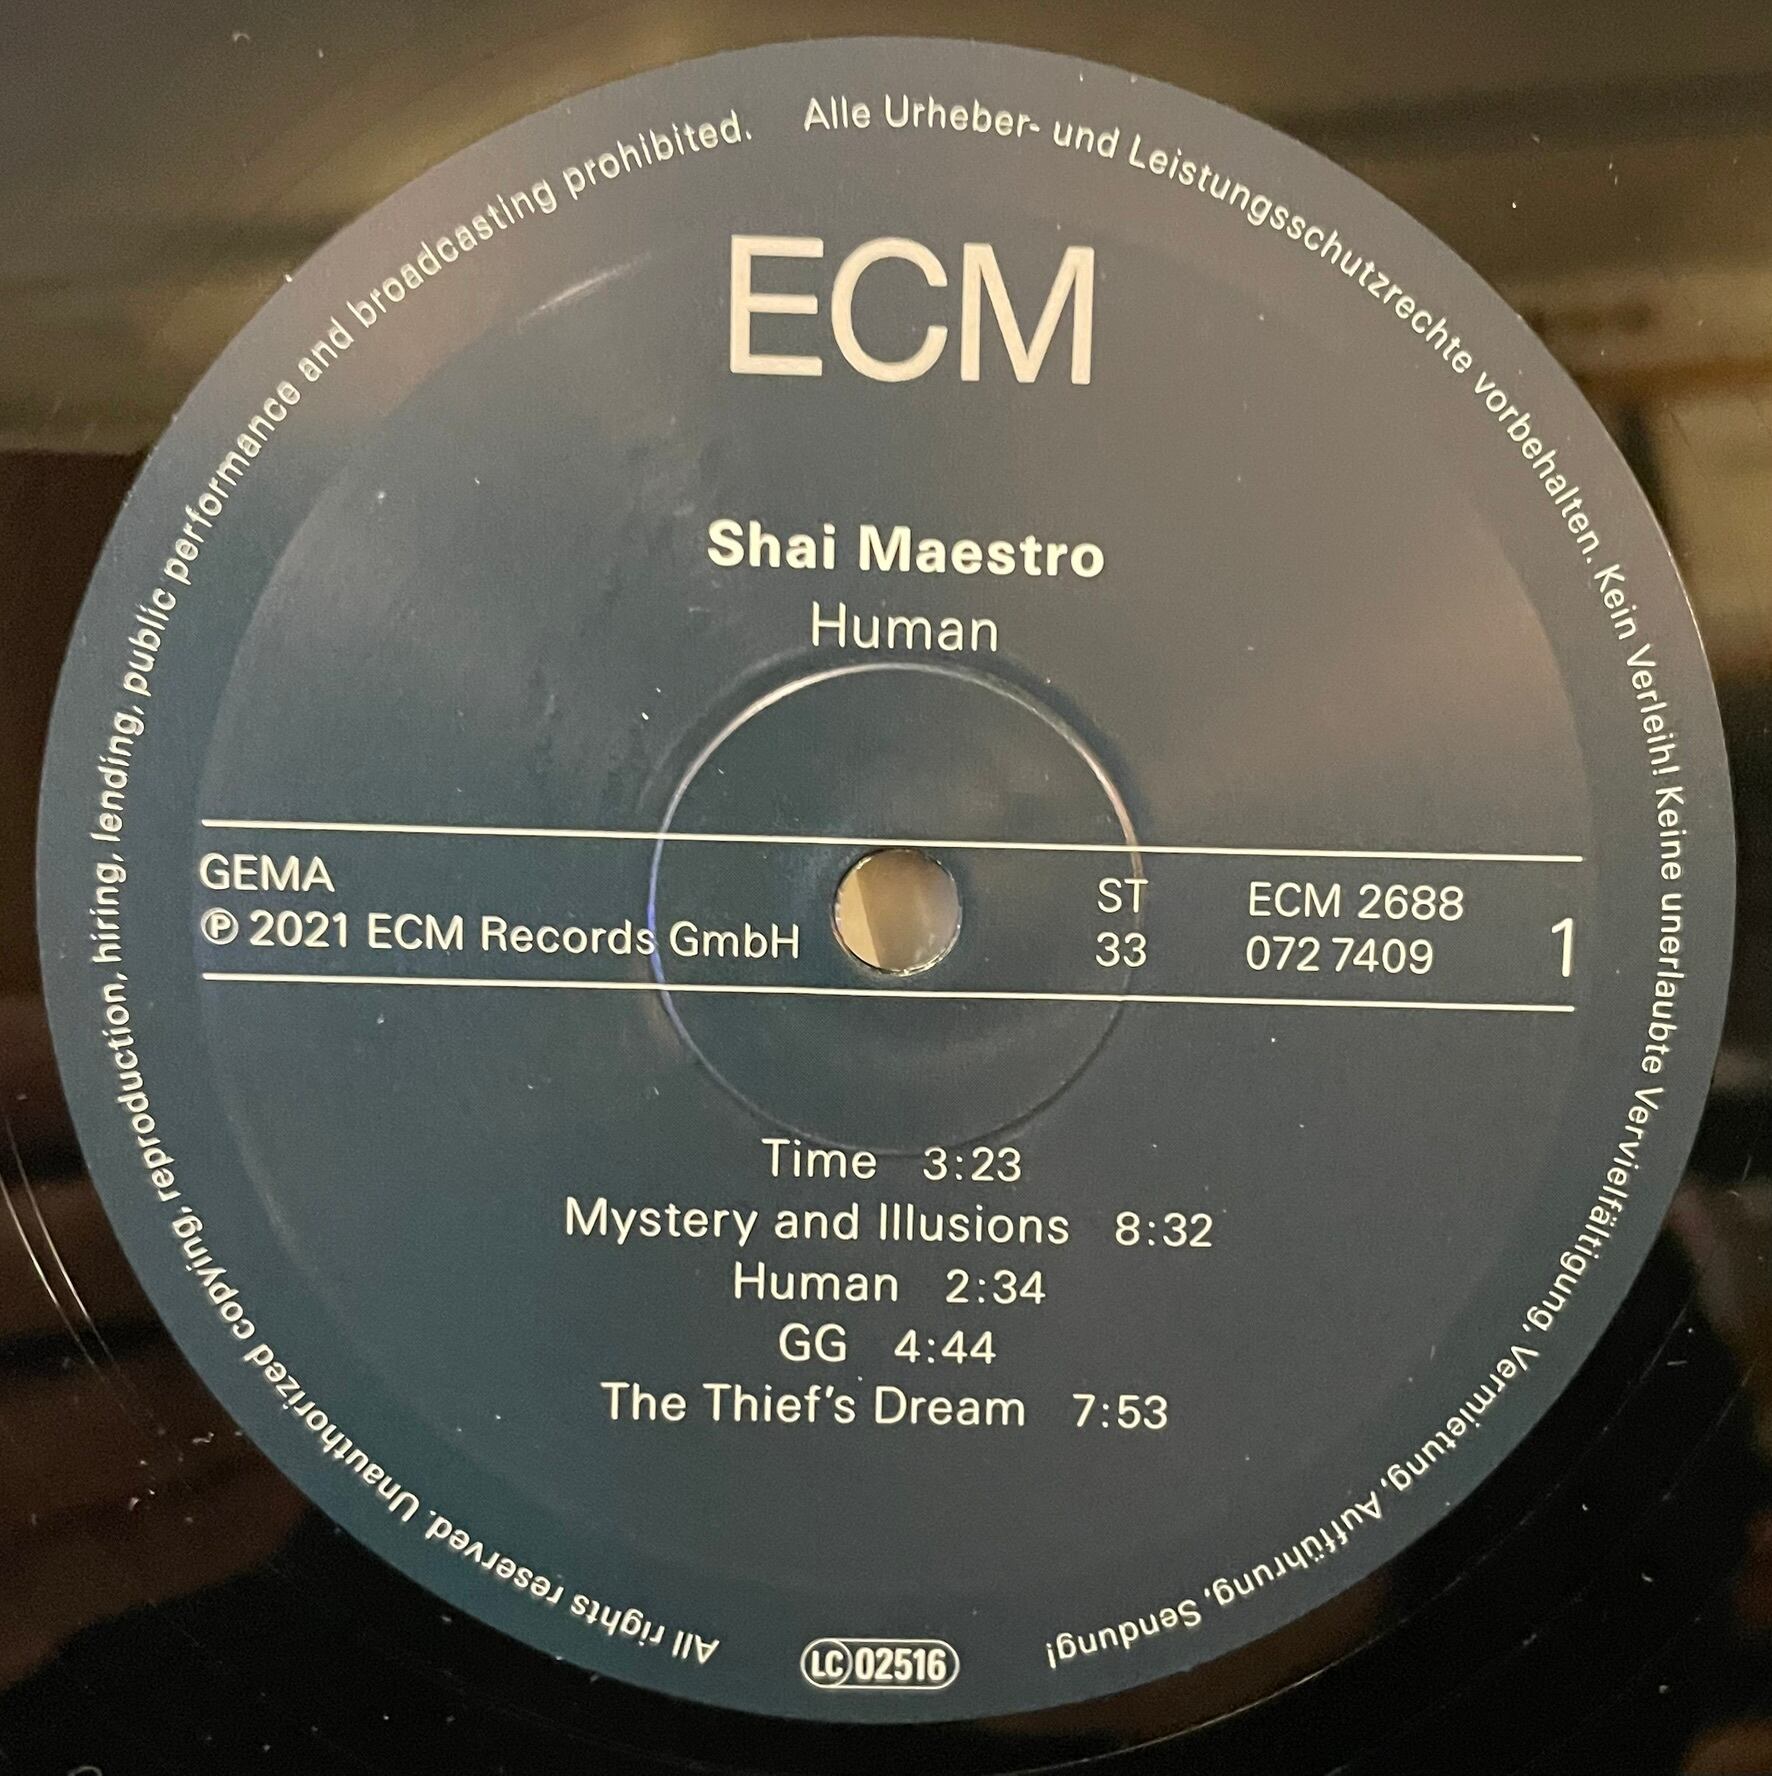 Alle Urheber- und Leistungsschutzrechte vorbehalten. Kein Verleih! Keine unerlaubte Vervielfältigung, Vermietung, Aufführung, Sendung!
ECM
Shai Maestro
Human
GEMA
℗ 2021 ECM Records GmbH
ST
33
ECM 2688
072 7409
1
Time 3:23
Mystery and Illusions 8:32
Human 2:34
GG 4:44
The Thief's Dream 7:53
LC 02516
All rights reserved. Unauthorized copying, reproduction, hiring, lending, public performance and broadcasting prohibited.